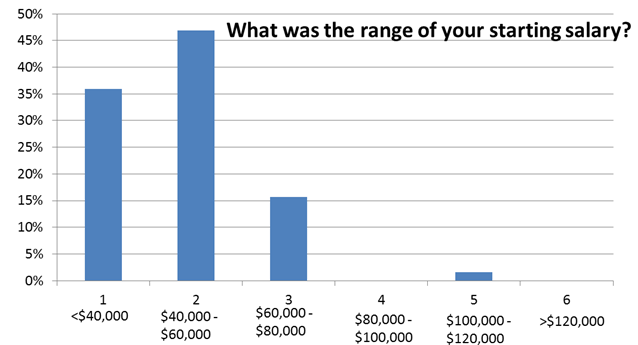 What was the range of your starting salary?
50%
45%
40%
35%
30%
25%
20%
15%
10%
5%
0%
1 2 3 4 5 6
<$40,000 $40,000 - $60,000 - $80,000 - $100,000 - >$120,000
$60,000 $80,000 $100,000 $120,000